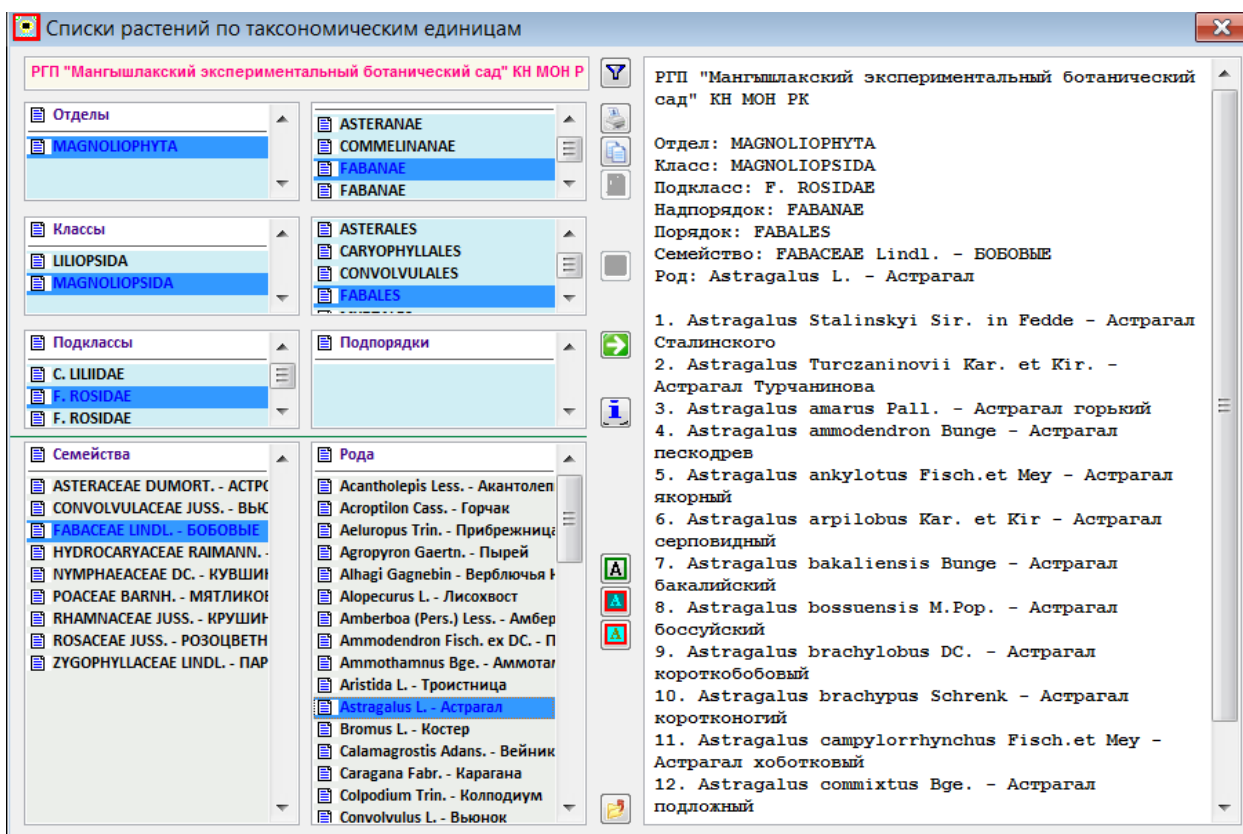 Списки растений по таксономическим единицам
РГП "Мангышлакский экспериментальный ботанический сад" КН МОН Р
Отделы
MAGNOLIOPHYTA
ASTERANAE
COMMELINANAE
FABANAE
FABANAE
Классы
LILIOPSIDA
MAGNOLIOPSIDA
ASTERALES
CARYOPHYLLALES
CONVOLVULALES
FABALES
Подклассы
C. LILIIDAE
F. ROSIDAE
F. ROSIDAE
Подпорядки
Семейства
ASTERACEAE DUMORT. - АСТРО
CONVOLVULACEAE JUSS. - ВЬЮ
FABACEAE LINDL. - БОБОВЫЕ
HYDROCARYACEAE RAIMANN. -
NYMPHAEACEAE DC. - КУВШИН
POACEAE BARNH. - МЯТЛИКОВ
RHAMNACEAE JUSS. - КРУШИН
ROSACEAE JUSS. - РОЗОЦВЕТН
ZYGOPHYLLACEAE LINDL. - ПАР
Рода
Acantholepis Less. - Акантолеп
Acroptilon Cass. - Горчак
Aeluropus Trin. - Прибрежница
Agropyron Gaertn. - Пырей
Alhagi Gagnebin - Верблюжья К
Alopecurus L. - Лисохвост
Amberboa (Pers.) Less. - Амбер
Ammodendron Fisch. ex DC. - П
Ammothamnus Bge. - Аммотам
Aristida L. - Троистница
Astragalus L. - Астрагал
Bromus L. - Костер
Calamagrostis Adans. - Вейник
Caragana Fabr. - Карагана
Colpodium Trin. - Колподиум
Convolvulus L. - Вьюнок
РГП "Мангышлакский экспериментальный ботанический
сад" КН МОН РК
Отдел: MAGNOLIOPHYTA
Класс: MAGNOLIOPSIDA
Подкласс: F. ROSIDAE
Надпорядок: FABANAE
Порядок: FABALES
Семейство: FABACEAE Lindl. - БОБОВЫЕ
Род: Astragalus L. - Астрагал
1. Astragalus Stalinskyi Sir. in Fedde - Астрагал
Сталинского
2. Astragalus Turczaninovii Kar. et Kir. -
Астрагал Турчанинова
3. Astragalus amarus Pall. - Астрагал горький
4. Astragalus ammodendron Bunge - Астрагал
пескодрев
5. Astragalus ankylotus Fisch.et Mey - Астрагал
якорный
6. Astragalus arpilobus Kar. et Kir - Астрагал
серповидный
7. Astragalus bakaliensis Bunge - Астрагал
бакалийский
8. Astragalus bossuensis M.Pop. - Астрагал
боссуйский
9. Astragalus brachylobus DC. - Астрагал
короткобобовый
10. Astragalus brachypus Schrenk - Астрагал
коротконогий
11. Astragalus campylorrhynchus Fisch.et Mey -
Астрагал хоботковый
12. Astragalus commixtus Bge. - Астрагал
подложный